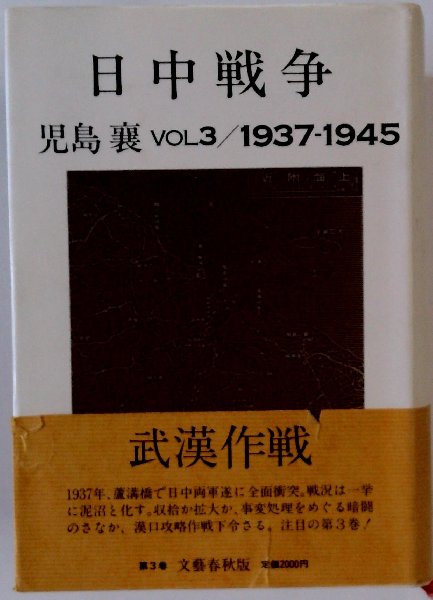 日中戦争
児島 襄 VOL3/1937-1945
武漢作戦
1937年、蘆溝橋で日中両軍遂に全面衝突。戦況は一挙
に泥沼と化す。収拾か拡大か、事変処理をめぐる暗闘
のさなか、漢口攻略作戦下令さる。注目の第3巻!
第3巻 文藝春秋版 定価2000円